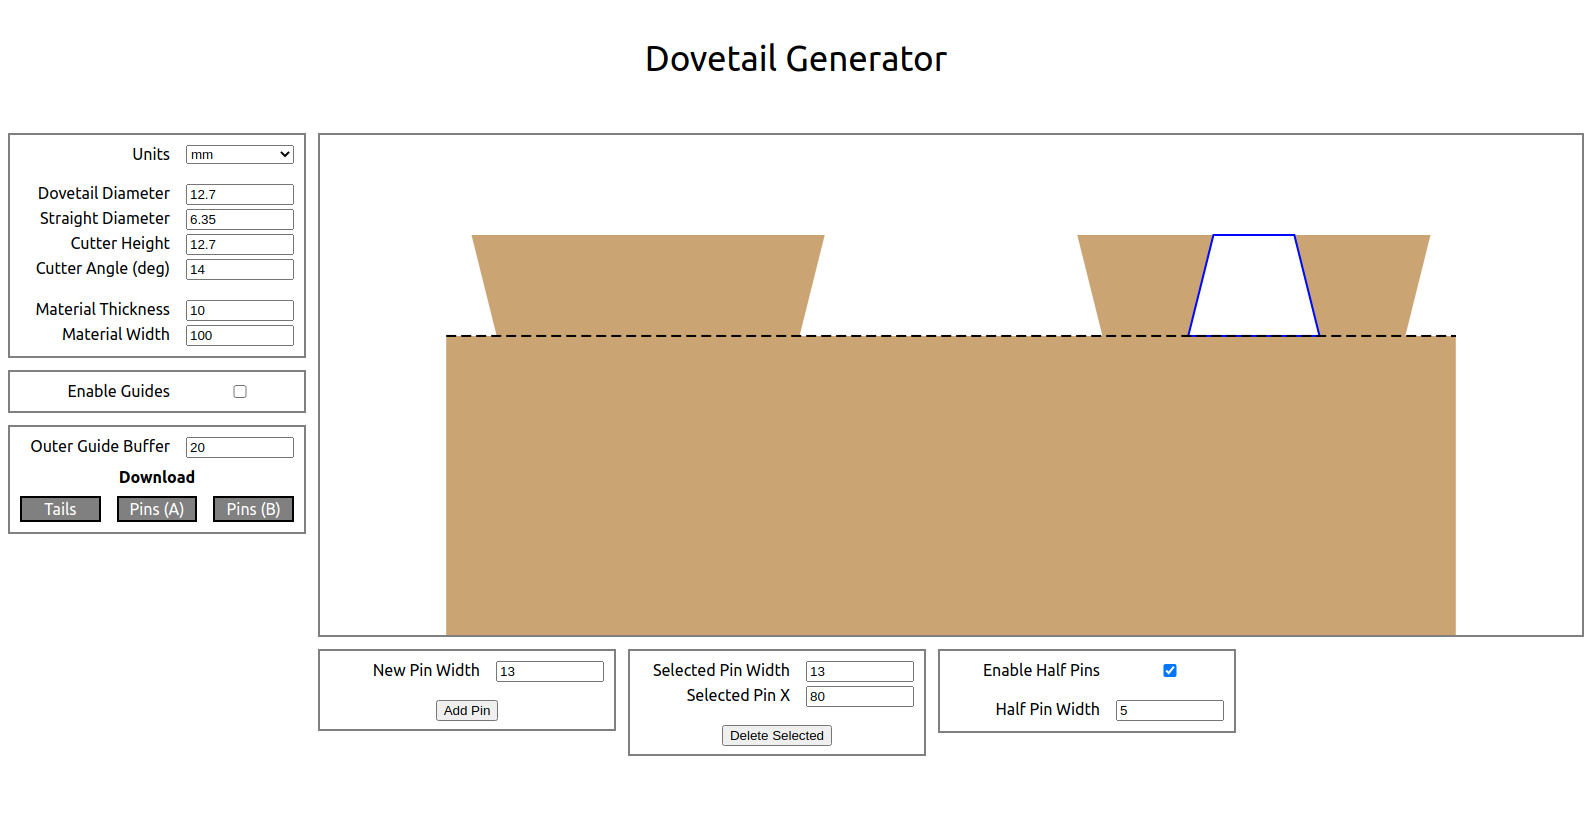 Dovetail Generator
Units mm
Dovetail Diameter 12.7
Straight Diameter 6.35
Cutter Height 12.7
Cutter Angle (deg) 14
Material Thickness 10
Material Width 100
Enable Guides
Outer Guide Buffer 20
Download
Tails Pins (A) Pins (B)
New Pin Width 13
Add Pin
Selected Pin Width 13
Selected Pin X 80
Delete Selected
Enable Half Pins
Half Pin Width 5